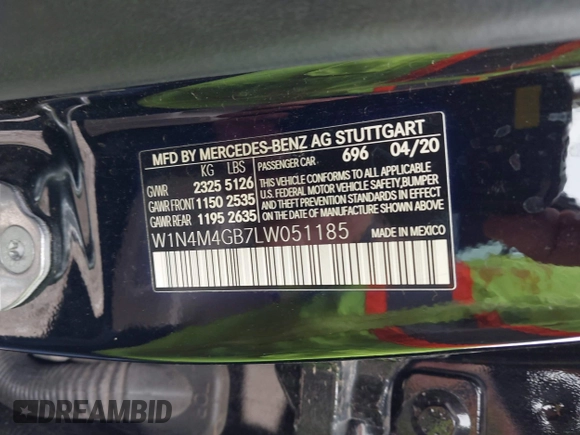 MFD BY MERCEDES-BENZ AG STUTTGART
KG LBS
GVWR 2325 5126
GAWR FRONT 1150 2535
GAWR REAR 1195 2635
PASSENGER CAR 696 04/20
THIS VEHICLE CONFORMS TO ALL APPLICABLE
U.S. FEDERAL MOTOR VEHICLE SAFETY, BUMPER,
AND THEFT PREVENTION STANDARDS IN EFFECT
ON THE DATE OF MANUFACTURE SHOWN ABOVE.
W1N4M4GB7LW051185
MADE IN MEXICO
DREAMBID